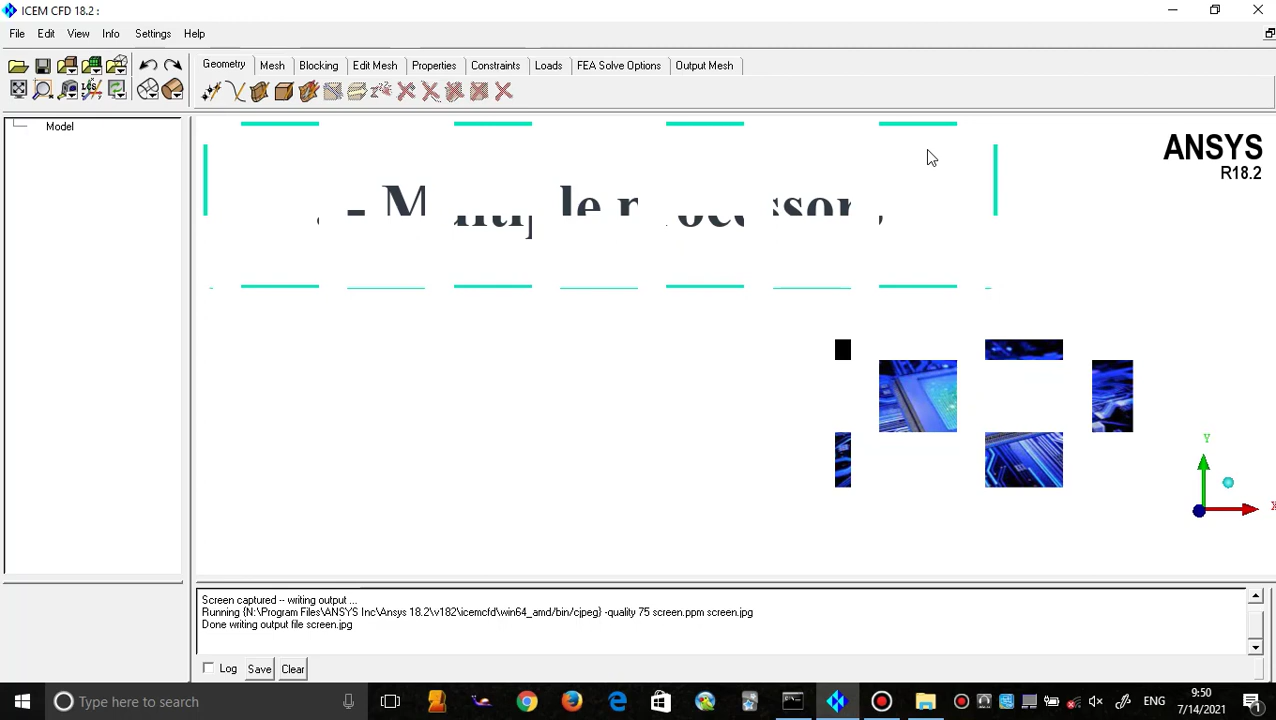 ICEM CFD 18.2 :
File Edit View Info Settings Help
Geometry Mesh Blocking Edit Mesh Properties Constraints Loads FEA Solve Options Output Mesh
LCS
Model
ANSYS
R18.2
Y
X
Screen captured -- writing output ...
Running {N:\Program Files\ANSYS Inc\Ansys 18.2\v182\icemcfd\win64_amd/bin/cjpeg} -quality 75 screen.ppm screen.jpg
Done writing output file screen.jpg
Log Save Clear
Type here to search
ENG
9:50
7/14/2021
1